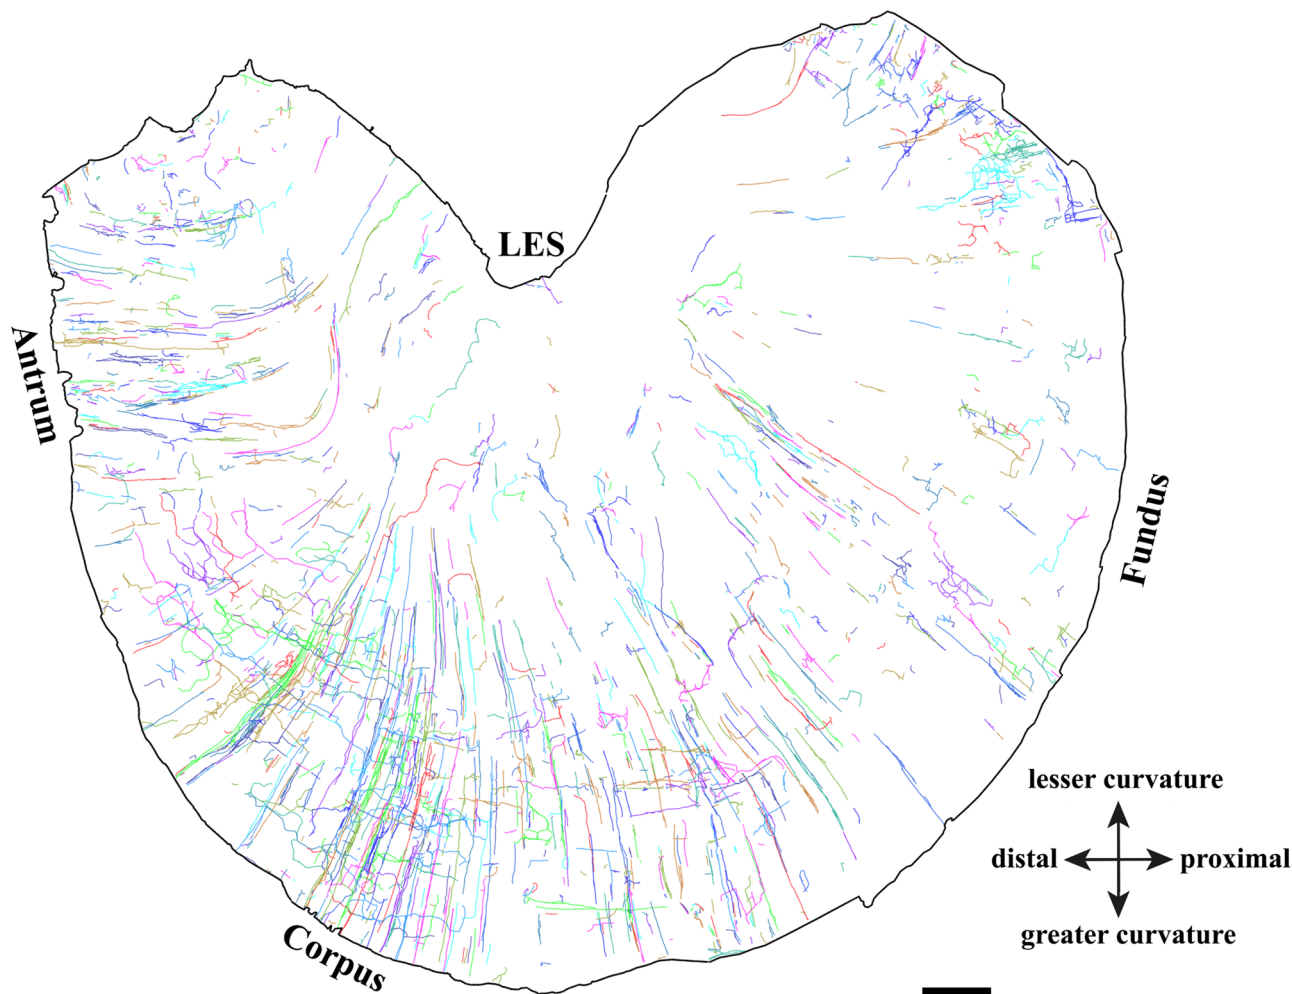 LES
Antrum
Fundus
Corpus
lesser curvature
distal proximal
greater curvature